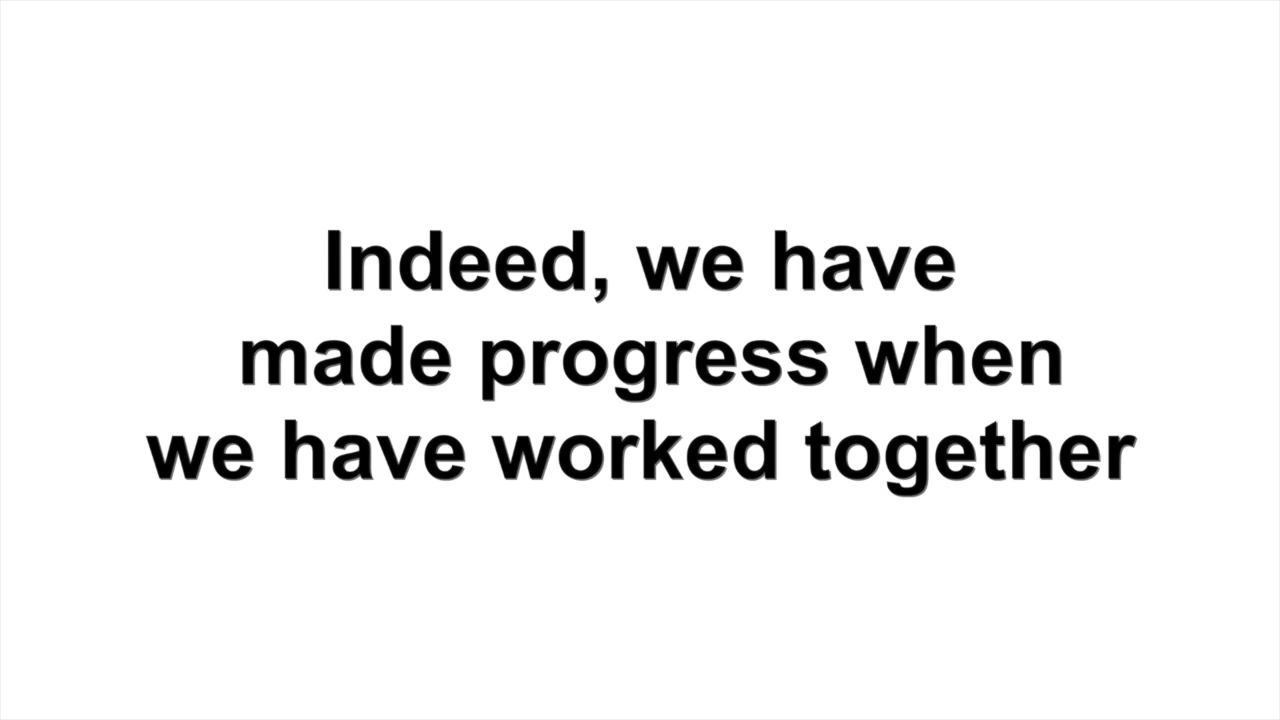 Indeed, we have
made progress when
we have worked together